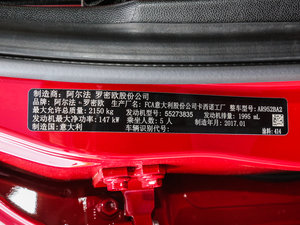 制造商：阿尔法 罗密欧股份公司
品牌：阿尔法 罗密欧 生产厂名：FCA意大利股份公司卡西诺工厂 整车型号：AR952BA2
最大允许总质量：2150 kg 发动机型号：55273835 发动机排量：1995 mL
发动机最大净功率：147 kW 乘坐人数：5 人 制造年月：2017.01
制造国：意大利 车辆识别代号： 涂料：414